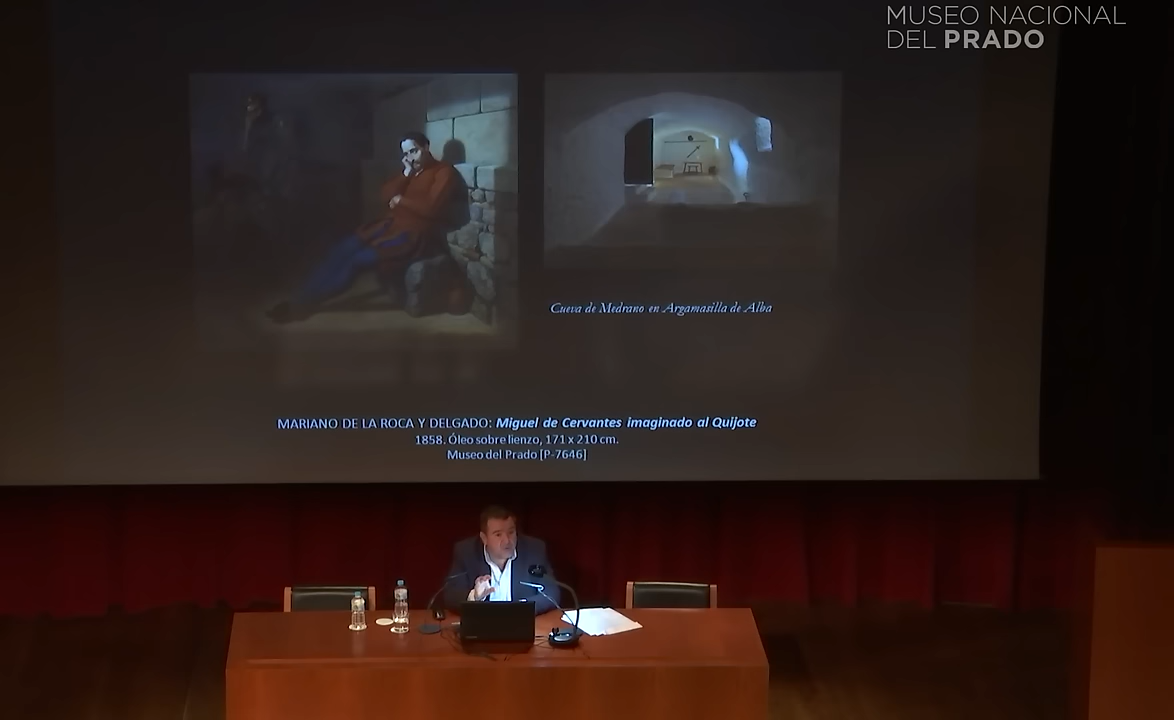 MUSEO NACIONAL
DEL PRADO
Cueva de Medrano en Argamasilla de Alba
MARIANO DE LA ROCA Y DELGADO: Miguel de Cervantes imaginado al Quijote
1858. Óleo sobre lienzo, 171 x 210 cm.
Museo del Prado [P-7646]